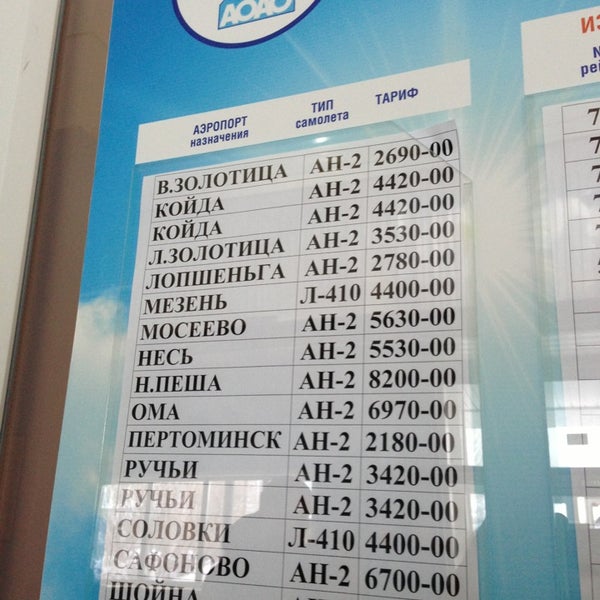 АОАО
АЭРОПОРТ назначения ТИП самолета ТАРИФ
В.ЗОЛОТИЦА АН-2 2690-00
КОЙДА АН-2 4420-00
КОЙДА АН-2 4420-00
Л.ЗОЛОТИЦА АН-2 3530-00
ЛОПШЕНЬГА АН-2 2780-00
МЕЗЕНЬ Л-410 4400-00
МОСЕЕВО АН-2 5630-00
НЕСЬ АН-2 5530-00
Н.ПЕША АН-2 8200-00
ОМА АН-2 6970-00
ПЕРТОМИНСК АН-2 2180-00
РУЧЬИ АН-2 3420-00
РУЧЬИ АН-2 3420-00
СОЛОВКИ Л-410 4400-00
САФОНОВО АН-2 6700-00
ШОЙНА